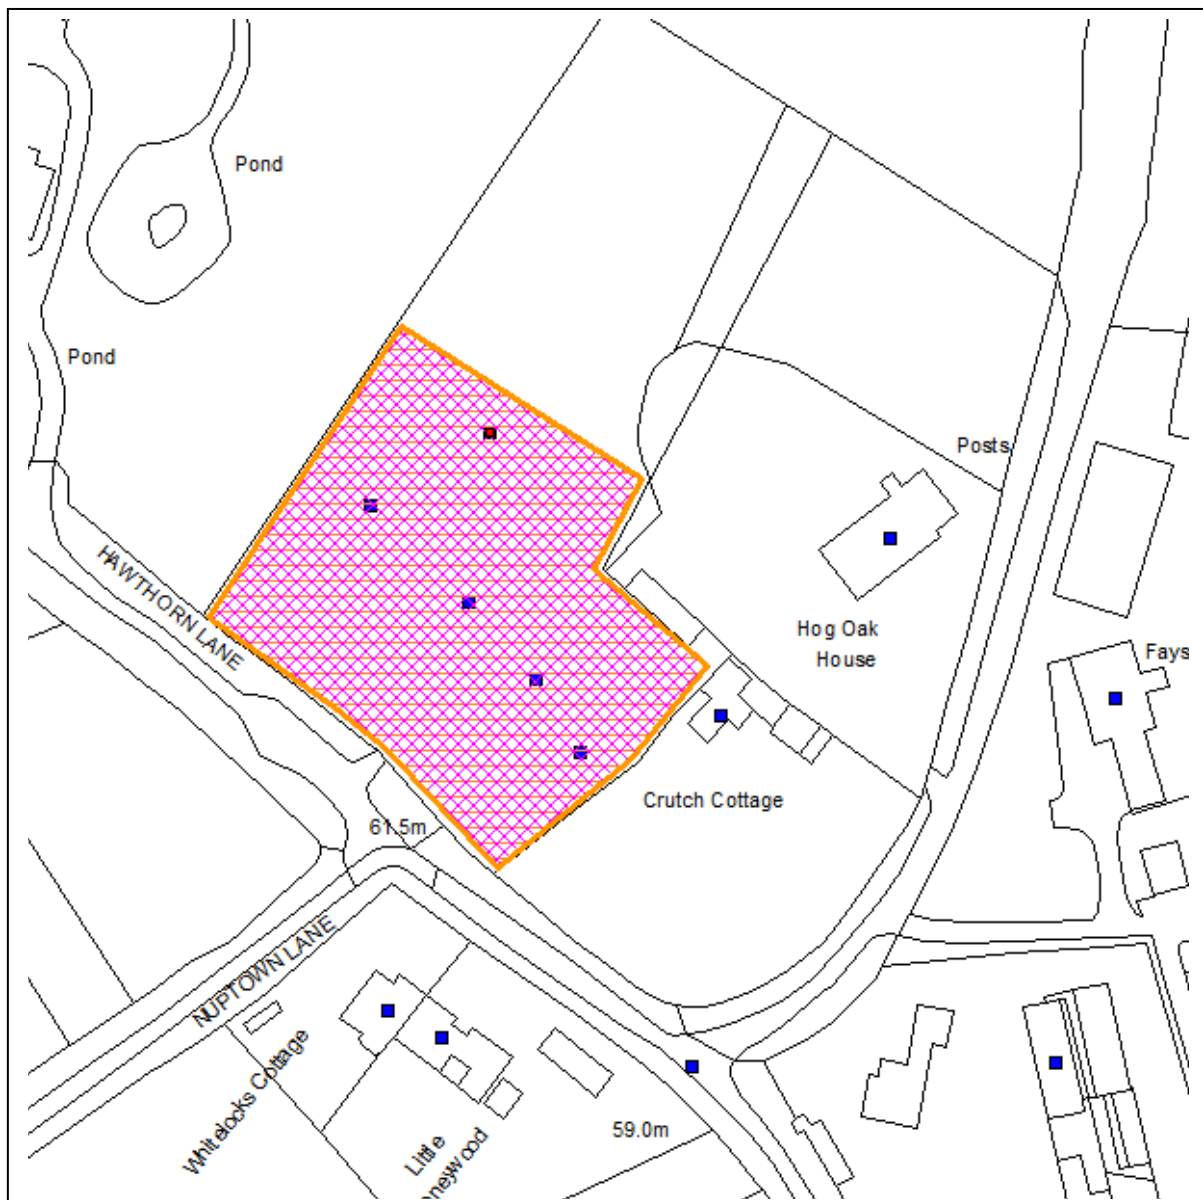 Pond
Pond
Posts
HAWTHORN LANE
Hog Oak
House
Fays
Crutch Cottage
61.5m
NUPTOWN LANE
Whitelocks Cottage
59.0m
Little
oneywood